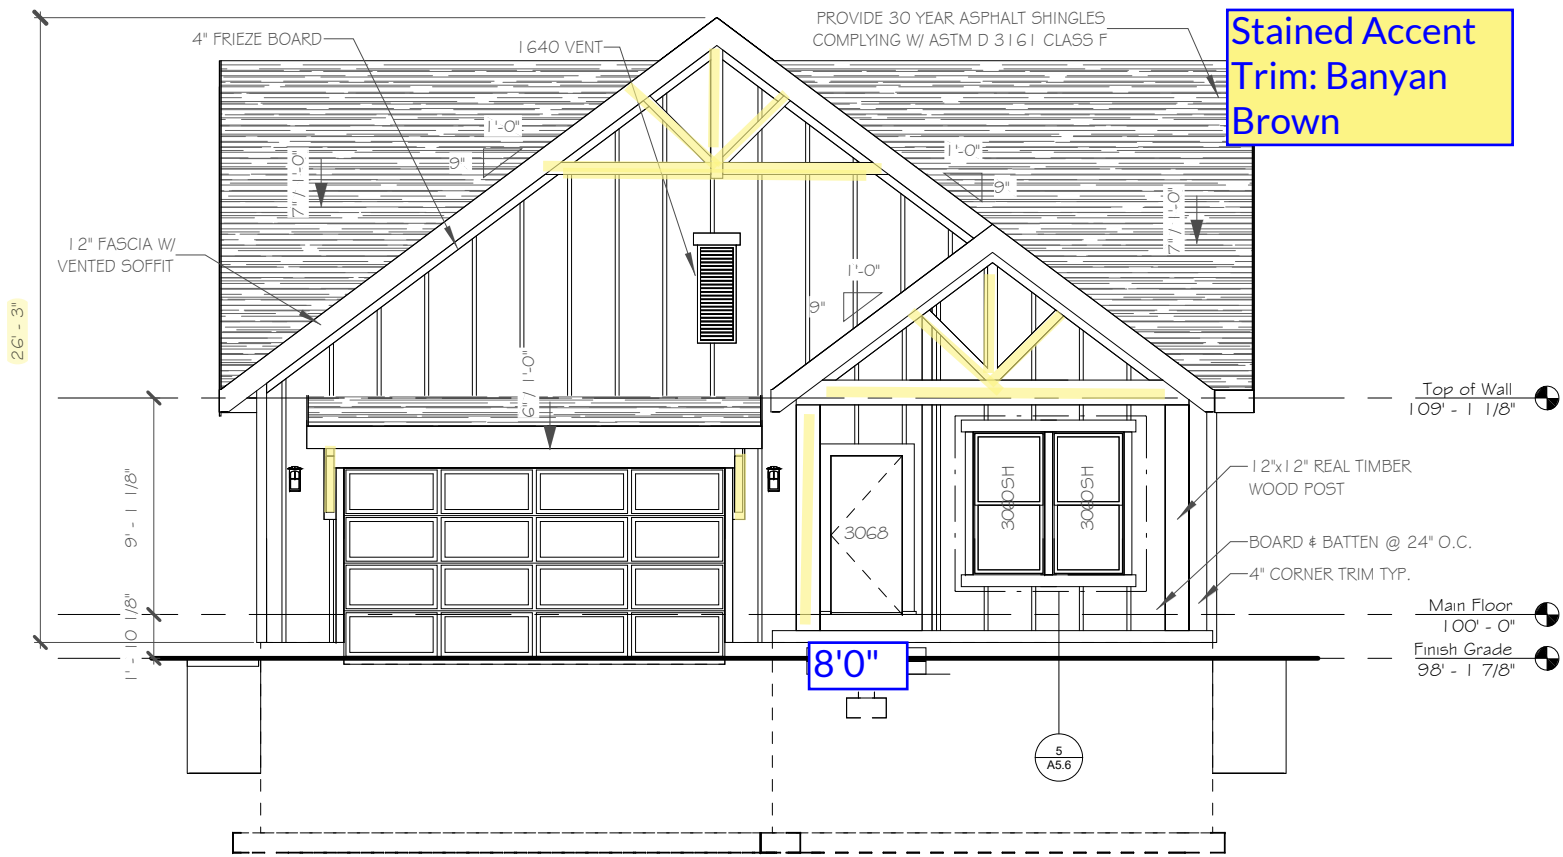 PROVIDE 30 YEAR ASPHALT SHINGLES
COMPLYING W/ ASTM D 3161 CLASS F
Stained Accent
Trim: Banyan
Brown
4" FRIEZE BOARD
1640 VENT
1'-0"
9"
1'-0"
9"
7" / 1'-0"
7" / 1'-0"
12" FASCIA W/
VENTED SOFFIT
1'-0"
9"
26' - 3"
6" / 1'-0"
Top of Wall
109' - 1 1/8"
12"x12" REAL TIMBER
WOOD POST
9' - 1 1/8"
3068
3060SH
3060SH
BOARD & BATTEN @ 24" O.C.
4" CORNER TRIM TYP.
Main Floor
100' - 0"
1' - 10 1/8"
Finish Grade
98' - 1 7/8"
8'0"
5
A5.6